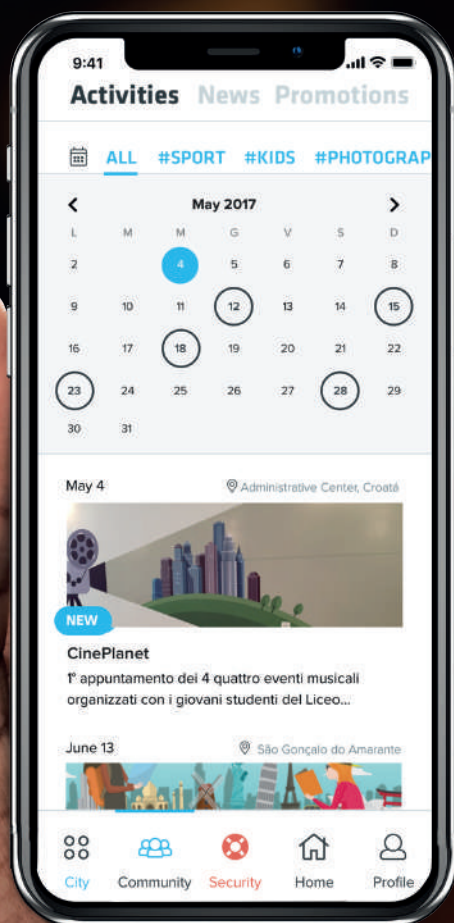 9:41
Activities News Promotions
ALL #SPORT #KIDS #PHOTOGRAP
May 2017
L M M G V S D
2 4 5 6 7 8
9 10 11 12 13 14 15
16 17 18 19 20 21 22
23 24 25 26 27 28 29
30 31
May 4 Administrative Center, Croatá
NEW
CinePlanet
1° appuntamento dei 4 quattro eventi musicali
organizzati con i giovani studenti del Liceo...
June 13 São Gonçalo do Amarante
City Community Security Home Profile